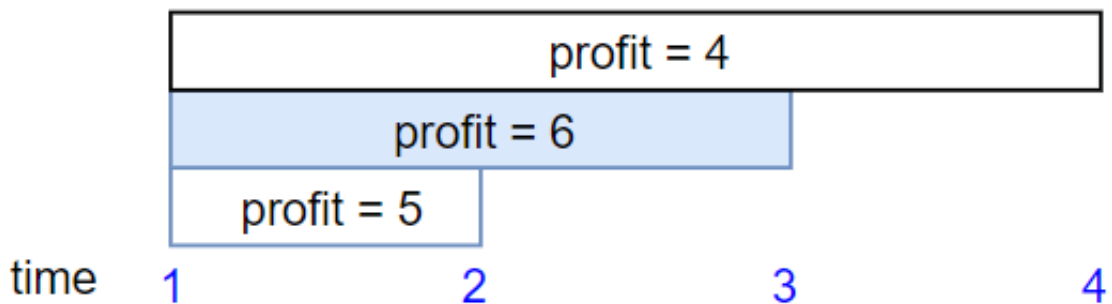 profit = 4
profit = 6
profit = 5
time 1 2 3 4